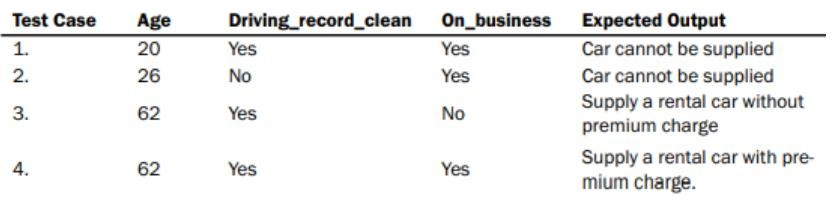 Test Case Age Driving_record_clean On_business Expected Output
1. 20 Yes Yes Car cannot be supplied
2. 26 No Yes Car cannot be supplied
3. 62 Yes No Supply a rental car without
premium charge
4. 62 Yes Yes Supply a rental car with pre-
mium charge.